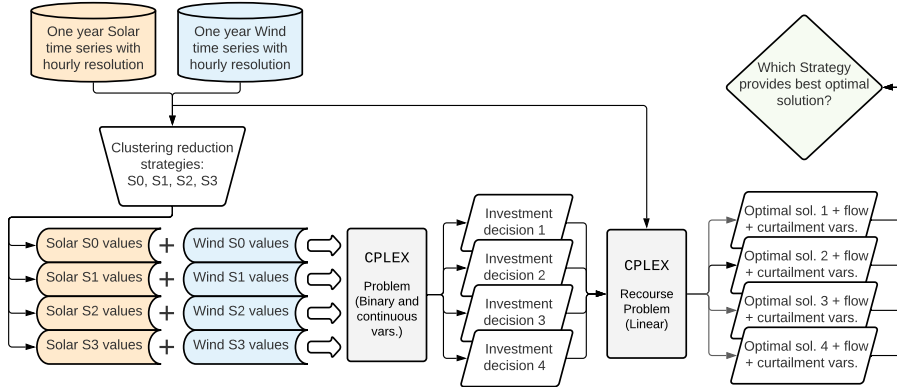 One year Solar
time series with
hourly resolution
One year Wind
time series with
hourly resolution
Which Strategy
provides best optimal
solution?
Clustering reduction
strategies:
S0, S1, S2, S3
Solar S0 values
+
Wind S0 values
Solar S1 values
+
Wind S1 values
Solar S2 values
+
Wind S2 values
Solar S3 values
+
Wind S3 values
CPLEX
Problem
(Binary and
continuous
vars.)
Investment
decision 1
Investment
decision 2
Investment
decision 3
Investment
decision 4
CPLEX
Recourse
Problem
(Linear)
Optimal sol. 1 + flow
+ curtailment vars.
Optimal sol. 2 + flow
+ curtailment vars.
Optimal sol. 3 + flow
+ curtailment vars.
Optimal sol. 4 + flow
+ curtailment vars.